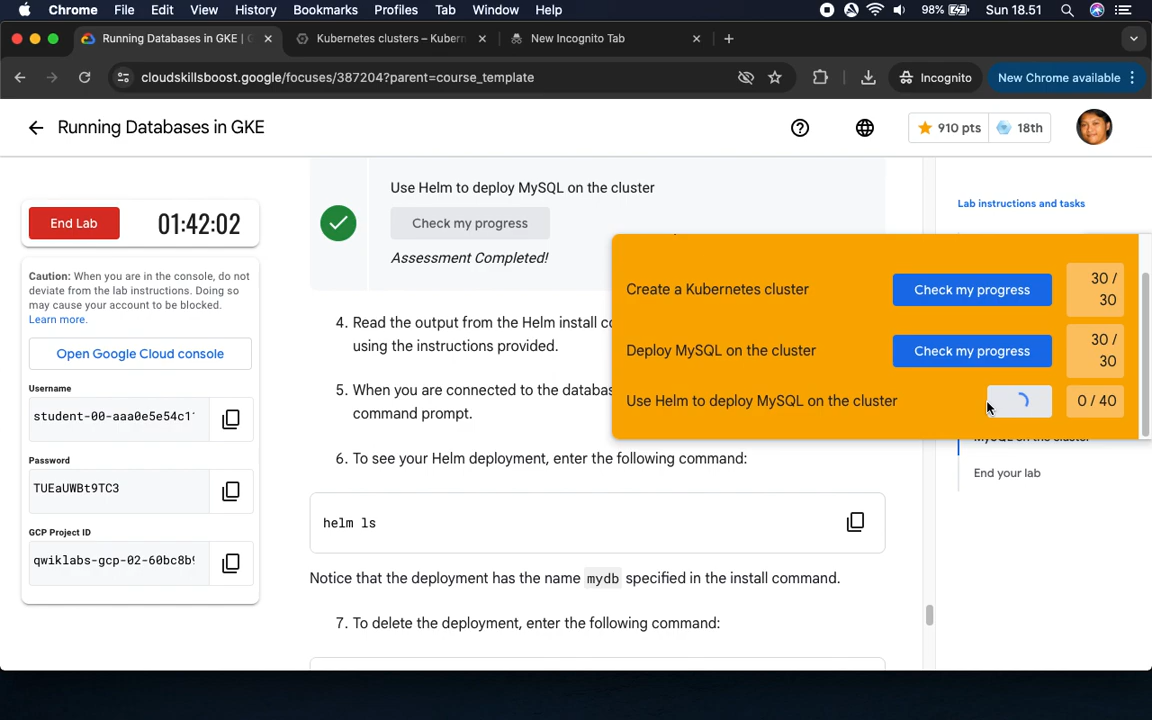 Chrome File Edit View History Bookmarks Profiles Tab Window Help 98% Sun 18.51
Running Databases in GKE | Kubernetes clusters – Kubern New Incognito Tab
cloudskillsboost.google/focuses/387204?parent=course_template Incognito New Chrome available
Running Databases in GKE 910 pts 18th
End Lab 01:42:02
Caution: When you are in the console, do not
deviate from the lab instructions. Doing so
may cause your account to be blocked.
Learn more.
Open Google Cloud console
Username
student-00-aaa0e5e54c1
Password
TUEaUWBt9TC3
GCP Project ID
qwiklabs-gcp-02-60bc8b
Use Helm to deploy MySQL on the cluster
Check my progress
Assessment Completed!
4. Read the output from the Helm install
using the instructions provided.
5. When you are connected to the
command prompt.
6. To see your Helm deployment, enter the following command:
helm ls
Notice that the deployment has the name mydb specified in the install command.
7. To delete the deployment, enter the following command:
Lab instructions and tasks
Create a Kubernetes cluster Check my progress 30 /
30
Deploy MySQL on the cluster Check my progress 30 /
30
Use Helm to deploy MySQL on the cluster 0 / 40
MySQL on the cluster
End your lab